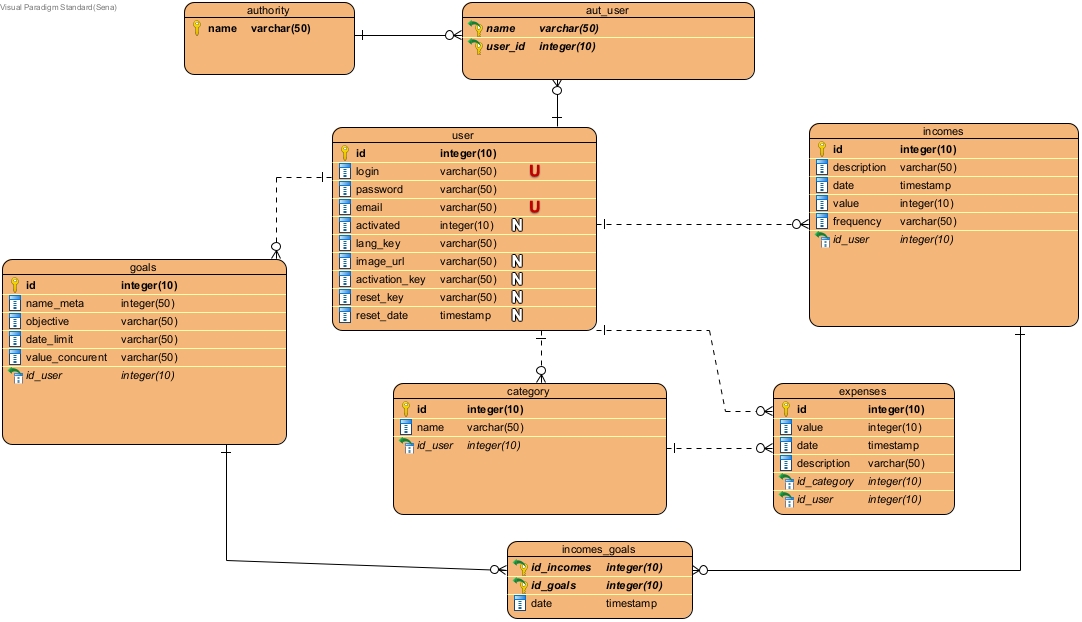 Visual Paradigm Standard(Sena)
authority
name varchar(50)
aut_user
name varchar(50)
user_id integer(10)
user
id integer(10)
login varchar(50) U
password varchar(50)
email varchar(50) U
activated integer(10) N
lang_key varchar(50)
image_url varchar(50) N
activation_key varchar(50) N
reset_key varchar(50) N
reset_date timestamp N
incomes
id integer(10)
description varchar(50)
date timestamp
value integer(10)
frequency varchar(50)
id_user integer(10)
goals
id integer(10)
name_meta integer(50)
objective varchar(50)
date_limit varchar(50)
value_concurent varchar(50)
id_user integer(10)
category
id integer(10)
name varchar(50)
id_user integer(10)
expenses
id integer(10)
value integer(10)
date timestamp
description varchar(50)
id_category integer(10)
id_user integer(10)
incomes_goals
id_incomes integer(10)
id_goals integer(10)
date timestamp